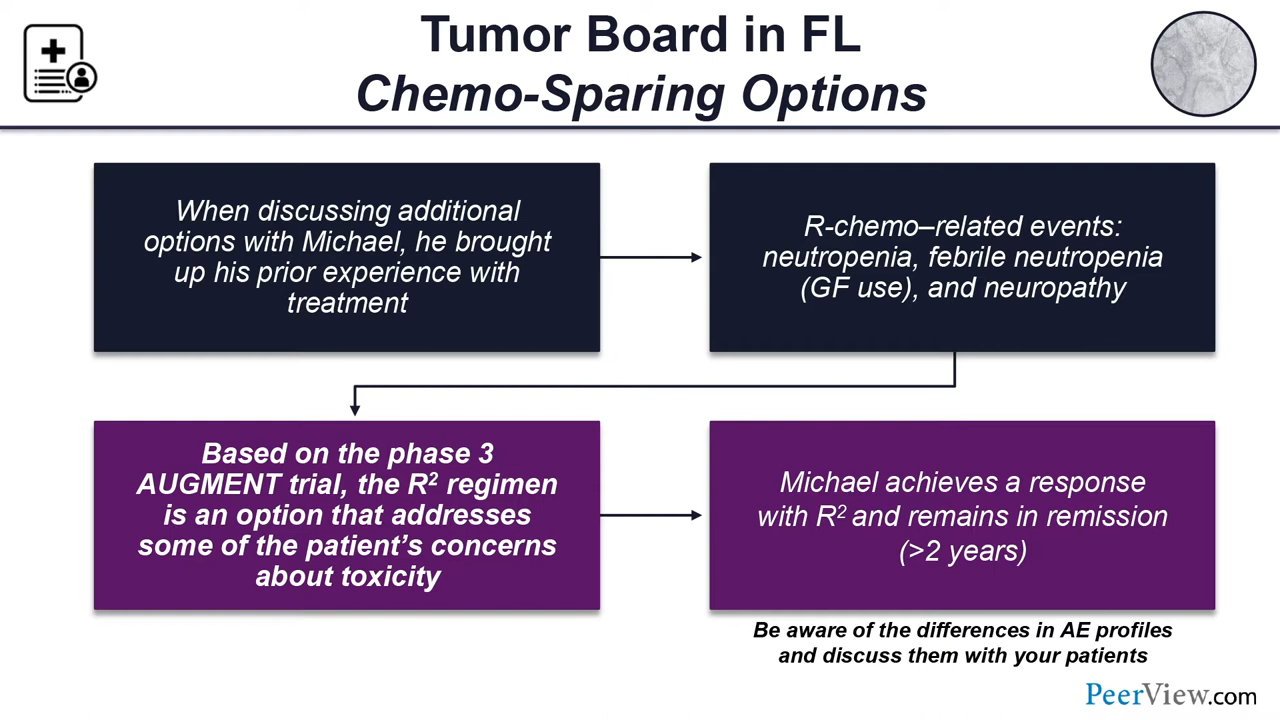 Tumor Board in FL
Chemo-Sparing Options
When discussing additional
options with Michael, he brought
up his prior experience with
treatment
R-chemo–related events:
neutropenia, febrile neutropenia
(GF use), and neuropathy
Based on the phase 3
AUGMENT trial, the R² regimen
is an option that addresses
some of the patient’s concerns
about toxicity
Michael achieves a response
with R² and remains in remission
(>2 years)
Be aware of the differences in AE profiles
and discuss them with your patients
PeerView.com